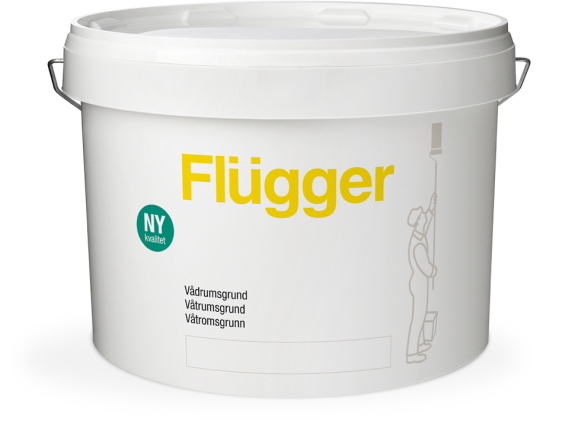 Flügger
NY
kvalitet
Vådrumsgrund
Våtrumsgrund
Våtromsgrunn